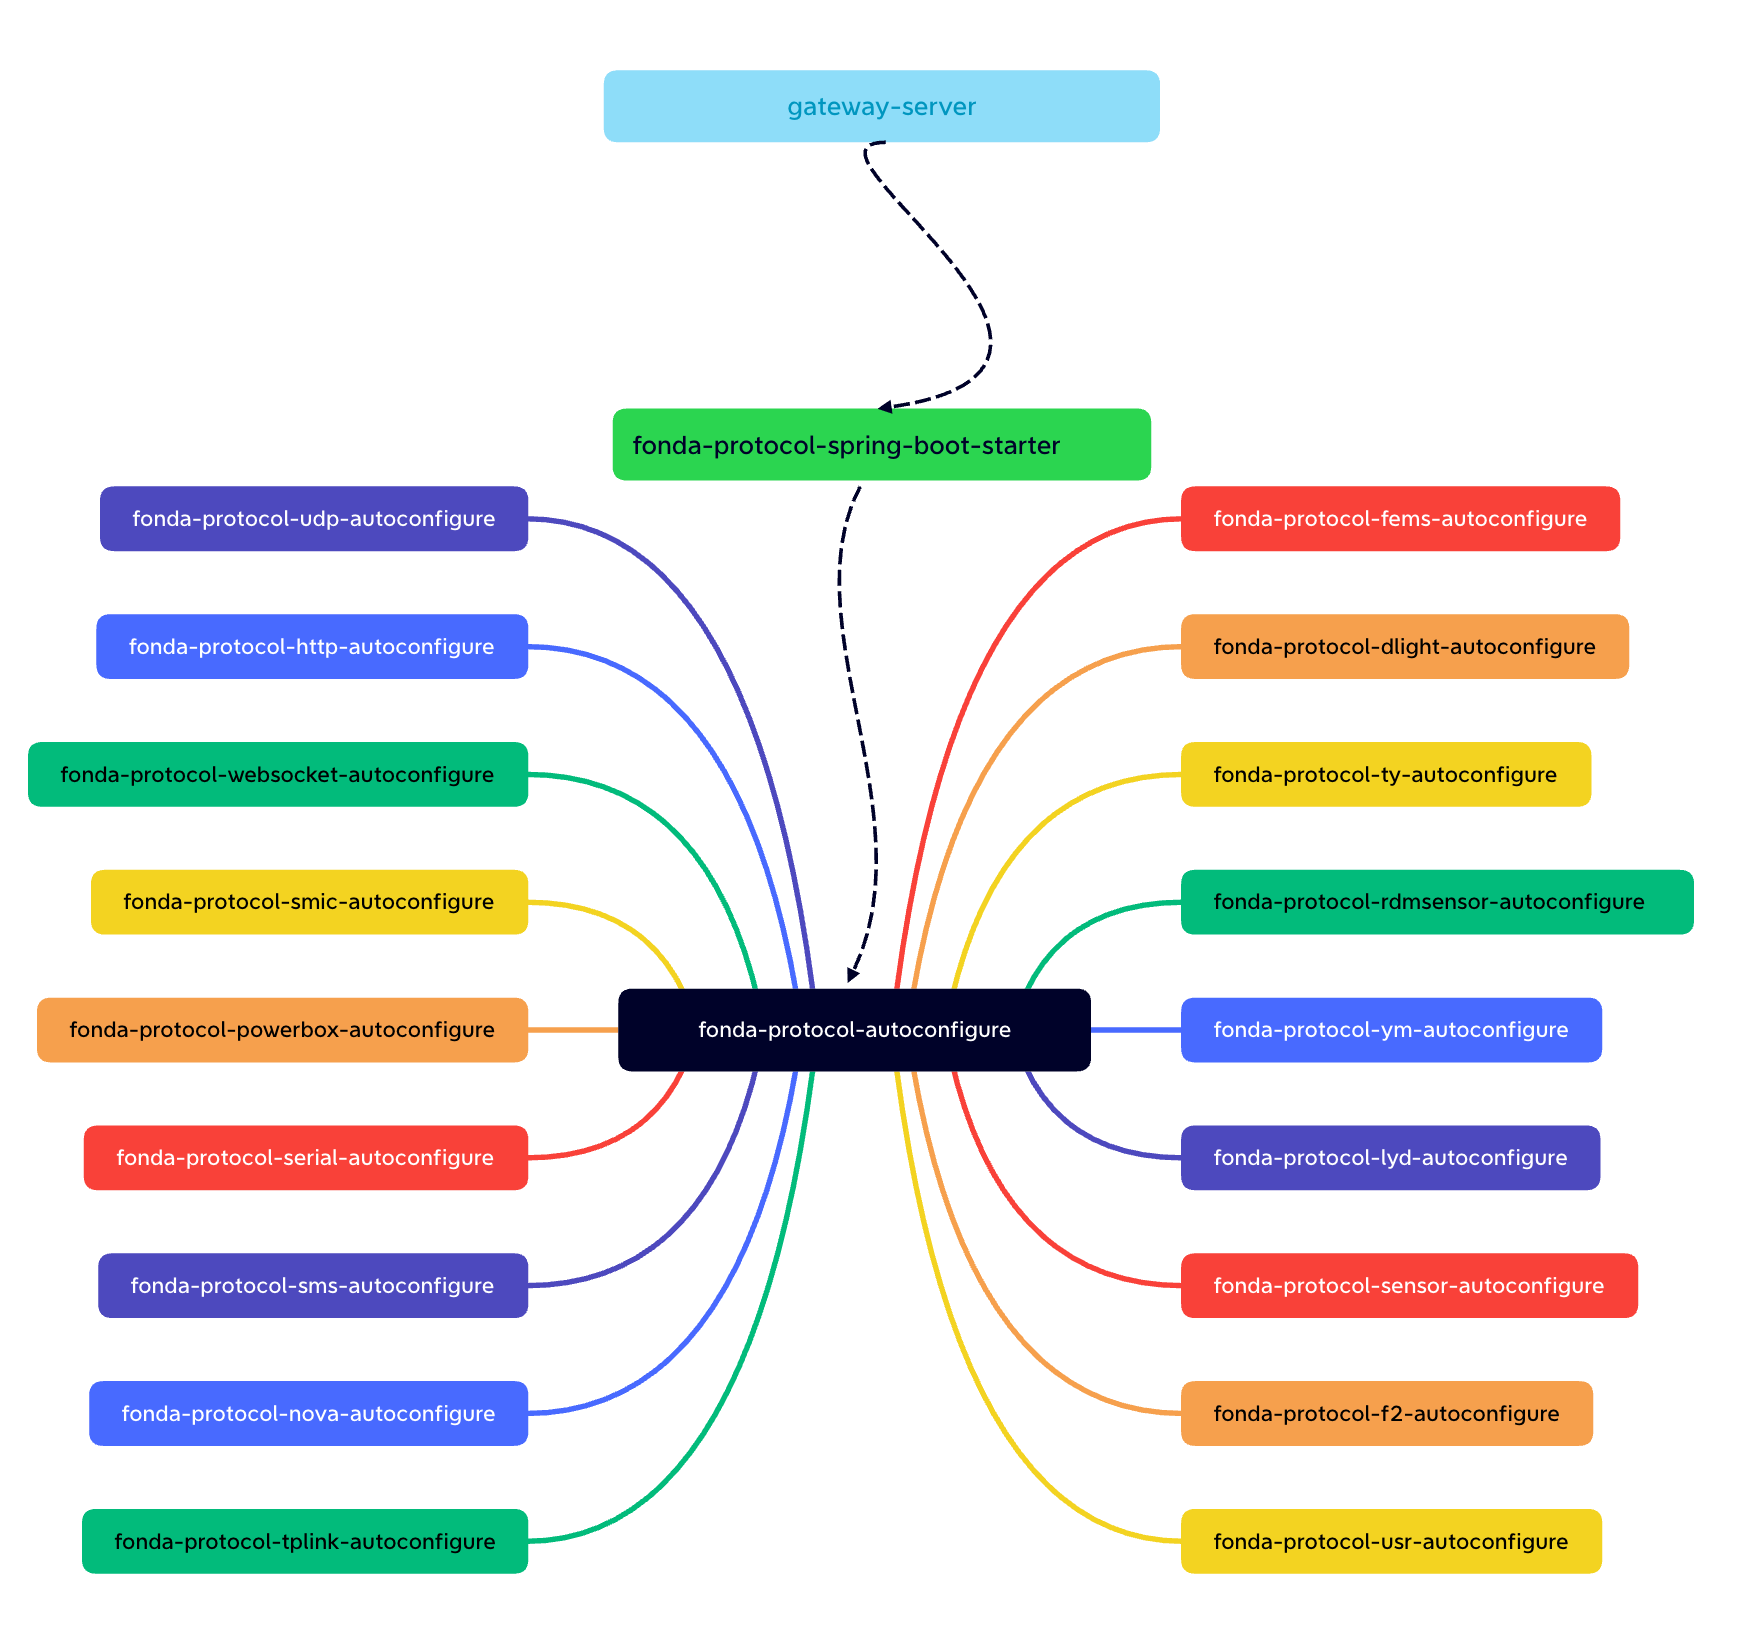 gateway-server
fonda-protocol-spring-boot-starter
fonda-protocol-udp-autoconfigure
fonda-protocol-http-autoconfigure
fonda-protocol-websocket-autoconfigure
fonda-protocol-smic-autoconfigure
fonda-protocol-powerbox-autoconfigure
fonda-protocol-serial-autoconfigure
fonda-protocol-sms-autoconfigure
fonda-protocol-nova-autoconfigure
fonda-protocol-tplink-autoconfigure
fonda-protocol-autoconfigure
fonda-protocol-fems-autoconfigure
fonda-protocol-dlight-autoconfigure
fonda-protocol-ty-autoconfigure
fonda-protocol-rdmsensor-autoconfigure
fonda-protocol-ym-autoconfigure
fonda-protocol-lyd-autoconfigure
fonda-protocol-sensor-autoconfigure
fonda-protocol-f2-autoconfigure
fonda-protocol-usr-autoconfigure